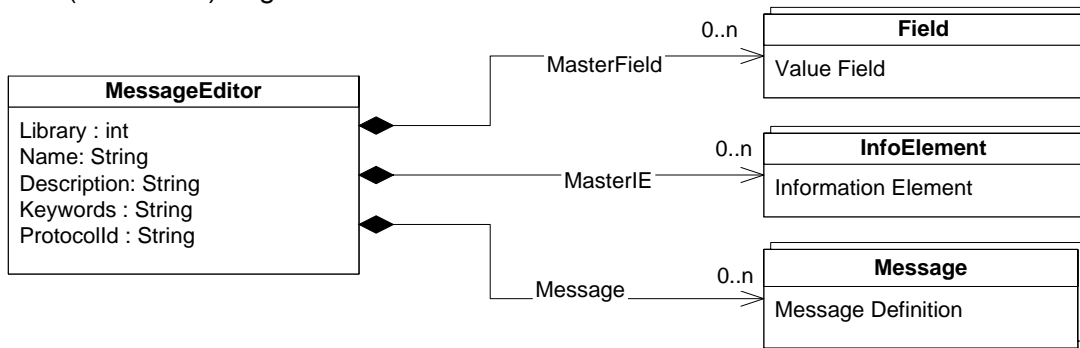 MessageEditor
Library : int
Name: String
Description: String
Keywords : String
ProtocolId : String
MasterField
0..n
Field
Value Field
MasterIE
0..n
InfoElement
Information Element
Message
0..n
Message
Message Definition